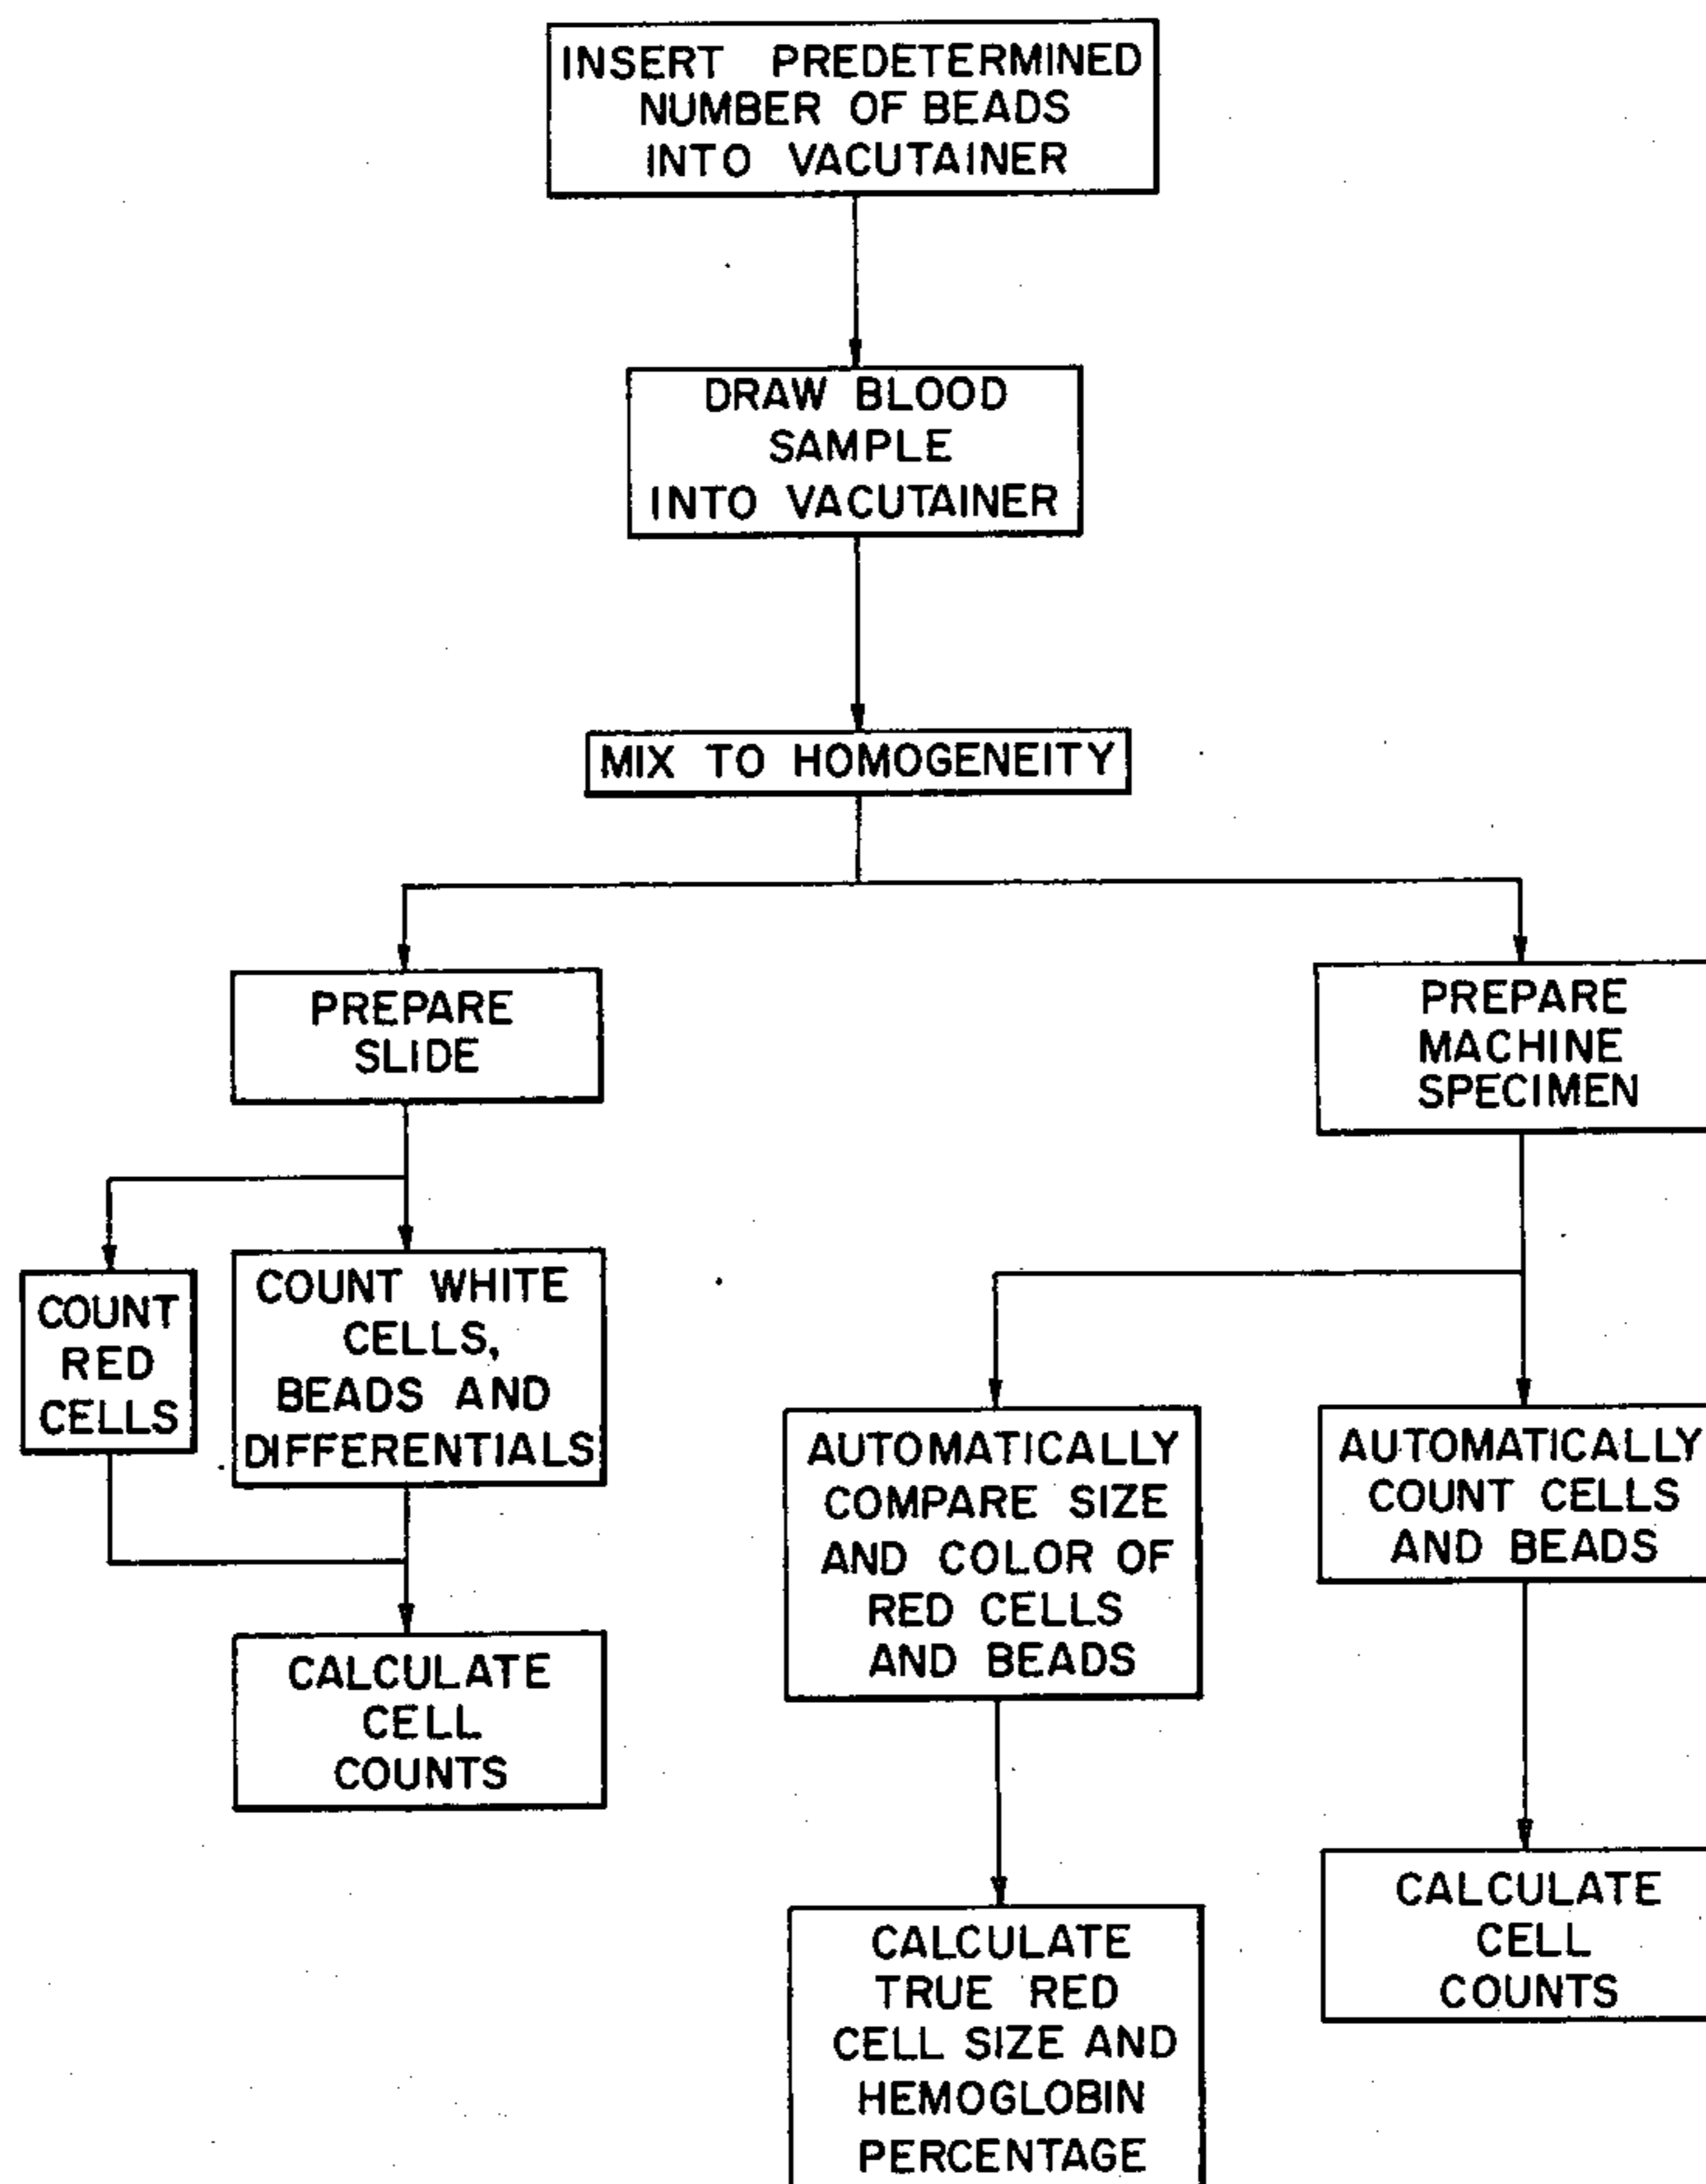 INSERT PREDETERMINED
NUMBER OF BEADS
INTO VACUTAINER
DRAW BLOOD
SAMPLE
INTO VACUTAINER
MIX TO HOMOGENEITY
PREPARE
SLIDE
PREPARE
MACHINE
SPECIMEN
COUNT
RED
CELLS
COUNT WHITE
CELLS,
BEADS AND
DIFFERENTIALS
AUTOMATICALLY
COMPARE SIZE
AND COLOR OF
RED CELLS
AND BEADS
AUTOMATICALLY
COUNT CELLS
AND BEADS
CALCULATE
CELL
COUNTS
CALCULATE
TRUE RED
CELL SIZE AND
HEMOGLOBIN
PERCENTAGE
CALCULATE
CELL
COUNTS